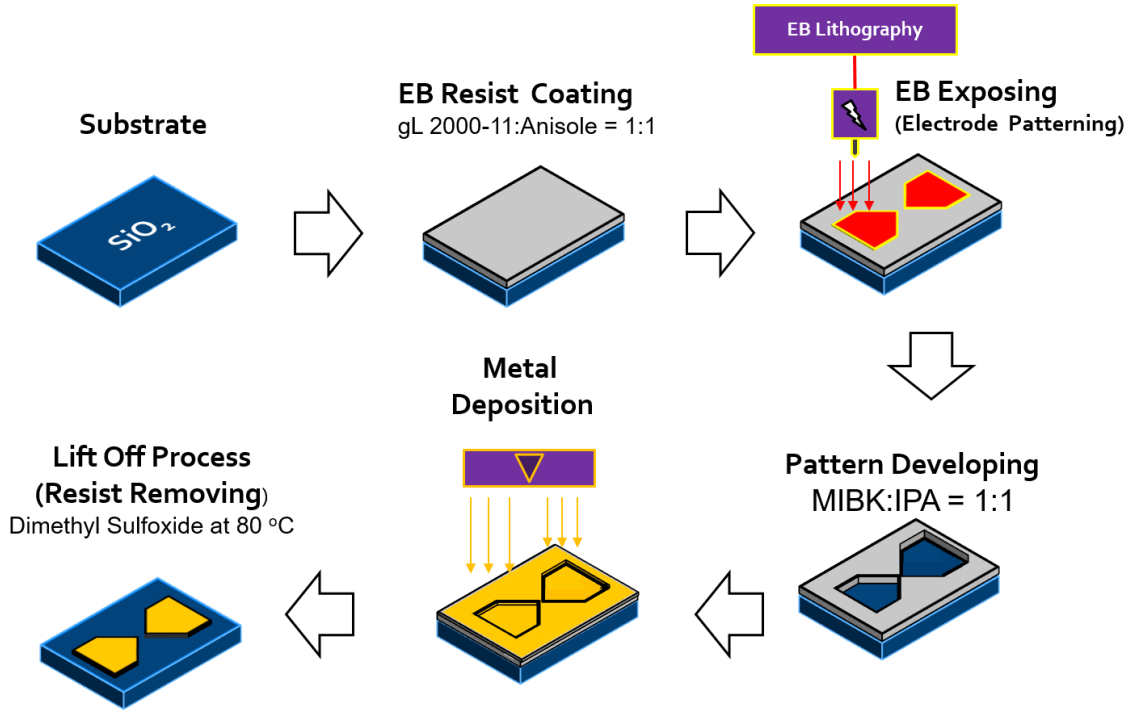 Substrate
SiO2
EB Resist Coating
gL 2000-11:Anisole = 1:1
EB Lithography
EB Exposing
(Electrode Patterning)
Pattern Developing
MIBK:IPA = 1:1
Metal
Deposition
Lift Off Process
(Resist Removing)
Dimethyl Sulfoxide at 80 ºC